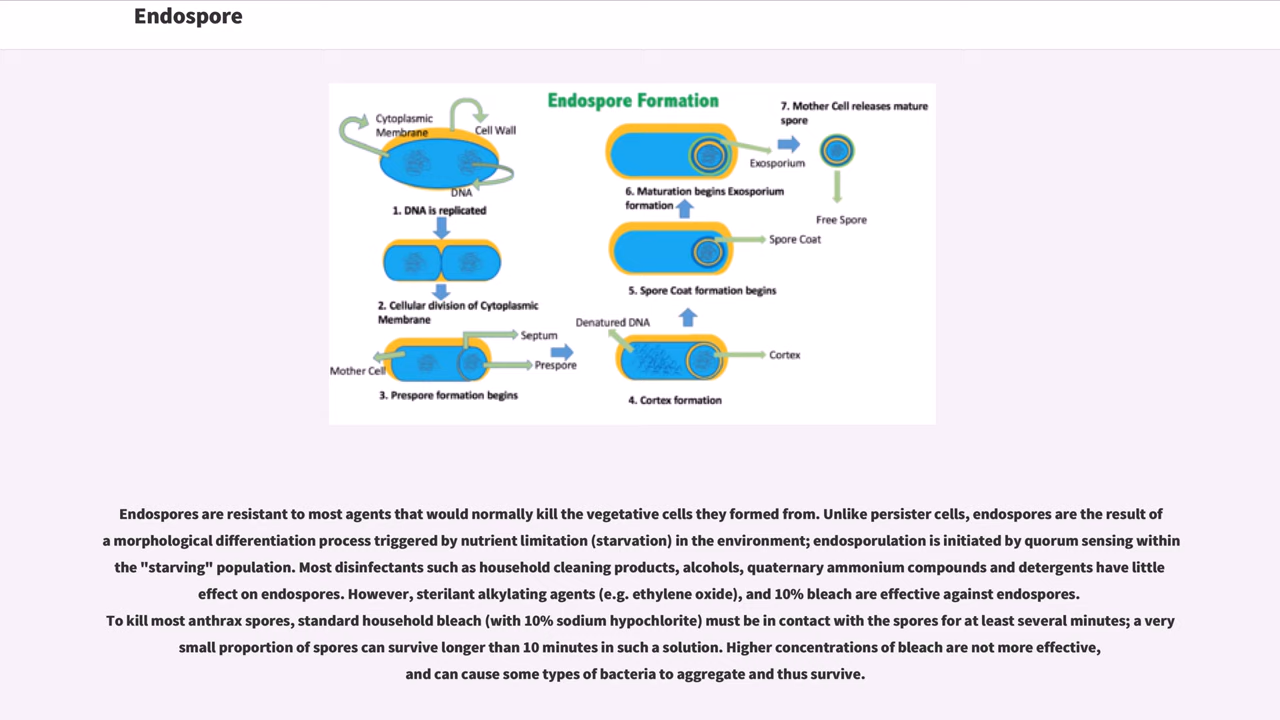 Endospore
Endospore Formation
Cytoplasmic
Membrane
Cell Wall
DNA
1. DNA is replicated
2. Cellular division of Cytoplasmic
Membrane
Septum
Mother Cell
Prespore
3. Prespore formation begins
Denatured DNA
Cortex
4. Cortex formation
Spore Coat
5. Spore Coat formation begins
Exosporium
6. Maturation begins Exosporium
formation
7. Mother Cell releases mature
spore
Free Spore
Endospores are resistant to most agents that would normally kill the vegetative cells they formed from. Unlike persister cells, endospores are the result of
a morphological differentiation process triggered by nutrient limitation (starvation) in the environment; endosporulation is initiated by quorum sensing within
the "starving" population. Most disinfectants such as household cleaning products, alcohols, quaternary ammonium compounds and detergents have little
effect on endospores. However, sterilant alkylating agents (e.g. ethylene oxide), and 10% bleach are effective against endospores.
To kill most anthrax spores, standard household bleach (with 10% sodium hypochlorite) must be in contact with the spores for at least several minutes; a very
small proportion of spores can survive longer than 10 minutes in such a solution. Higher concentrations of bleach are not more effective,
and can cause some types of bacteria to aggregate and thus survive.